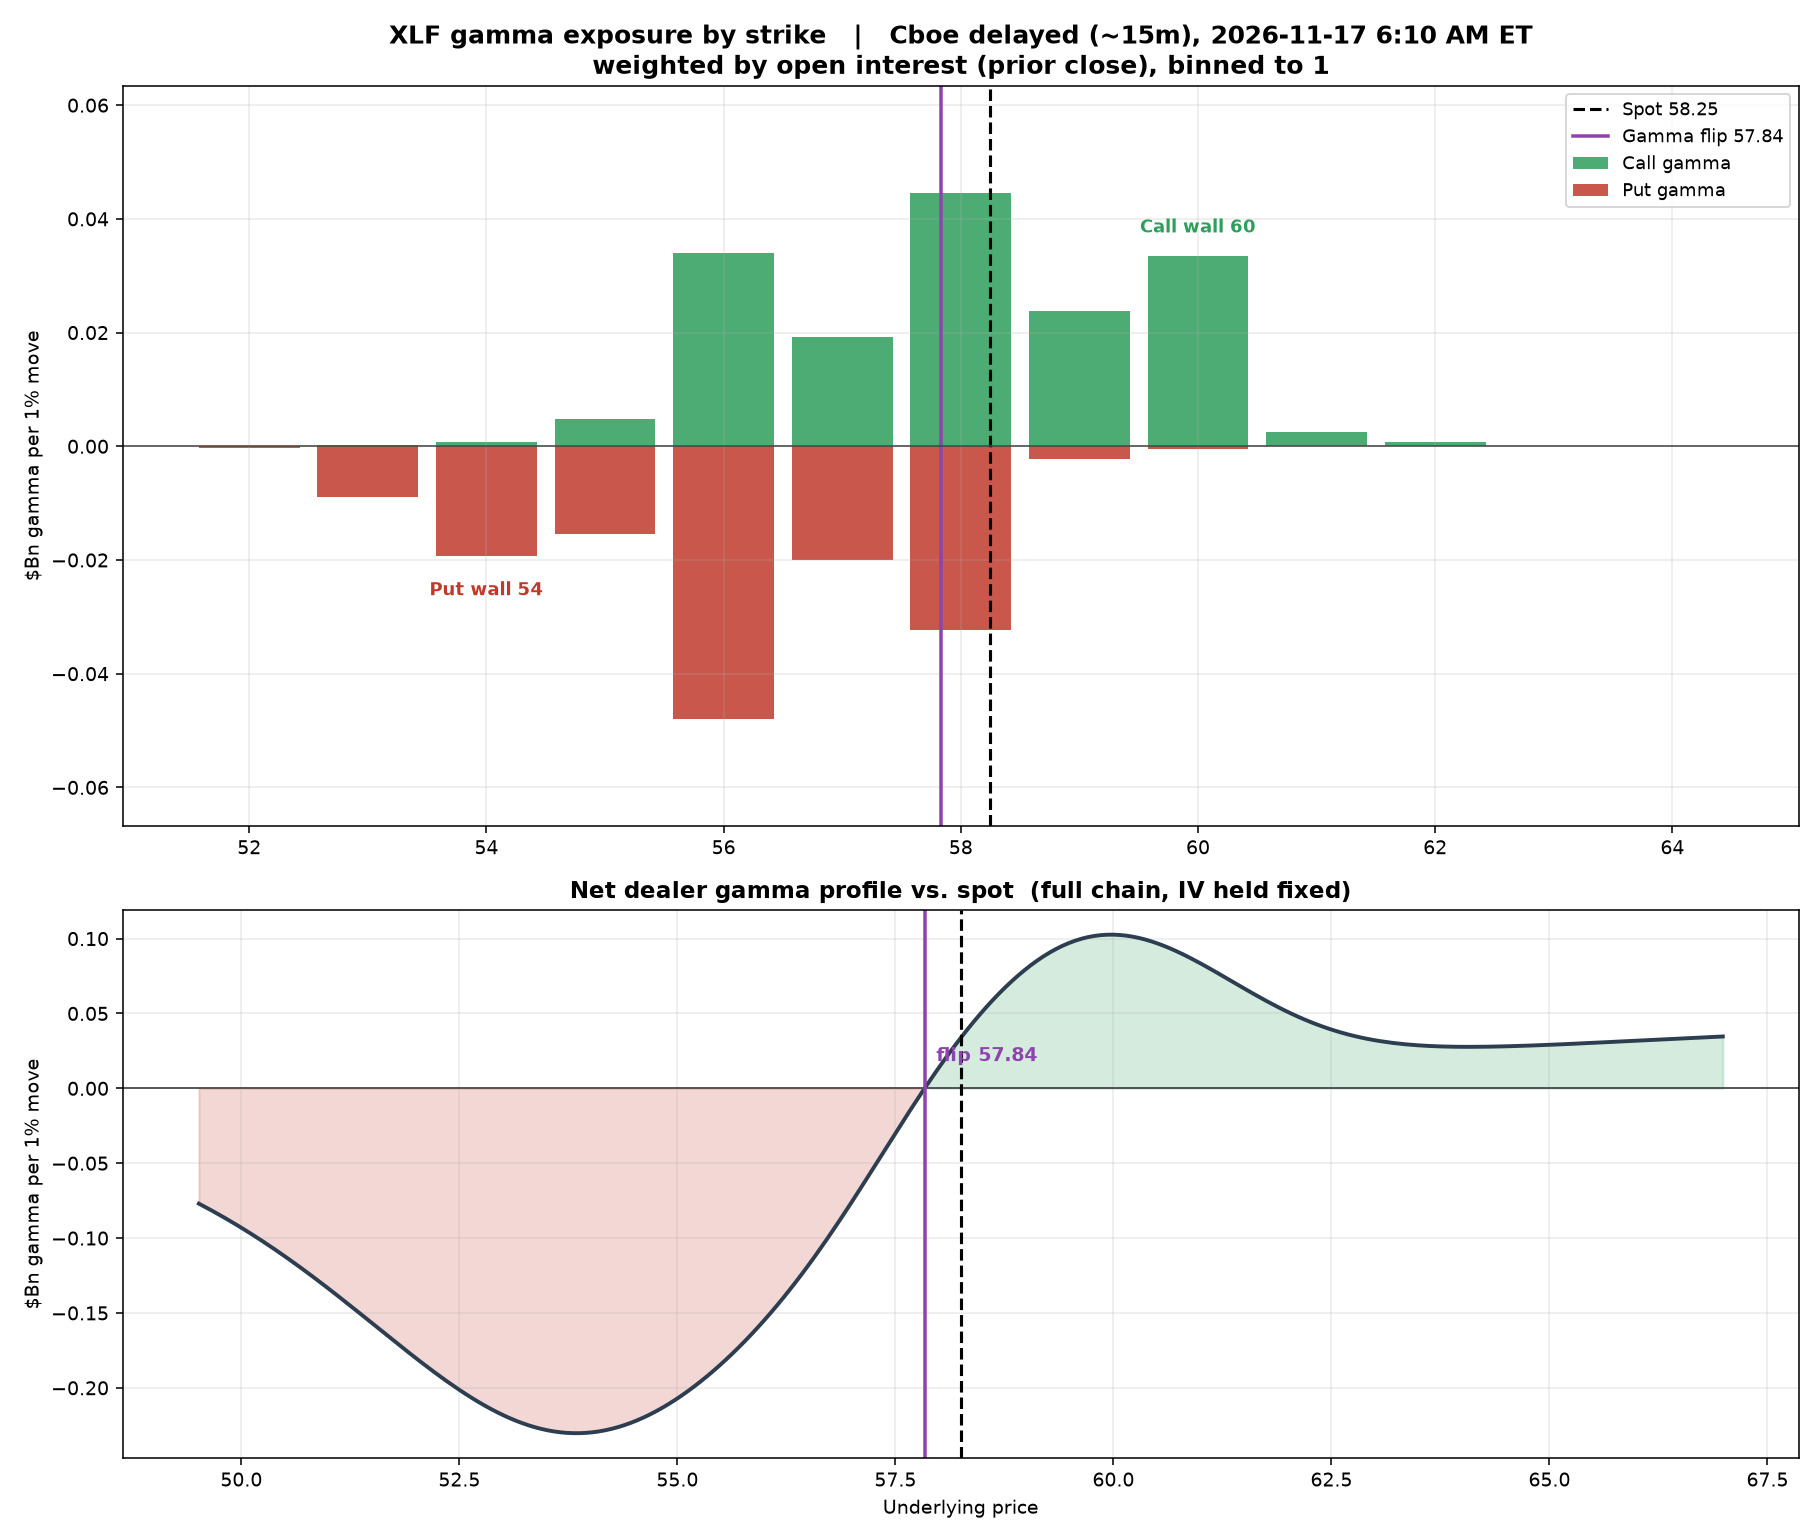 XLF gamma exposure by strike | Cboe delayed (~15m), 2026-11-17 6:10 AM ET
weighted by open interest (prior close), binned to 1
$Bn gamma per 1% move
0.06
0.04
0.02
0.00
−0.02
−0.04
−0.06
Spot 58.25
Gamma flip 57.84
Call gamma
Put gamma
Call wall 60
Put wall 54
52 54 56 58 60 62 64
Net dealer gamma profile vs. spot (full chain, IV held fixed)
$Bn gamma per 1% move
0.10
0.05
0.00
−0.05
−0.10
−0.15
−0.20
flip 57.84
50.0 52.5 55.0 57.5 60.0 62.5 65.0 67.5
Underlying price